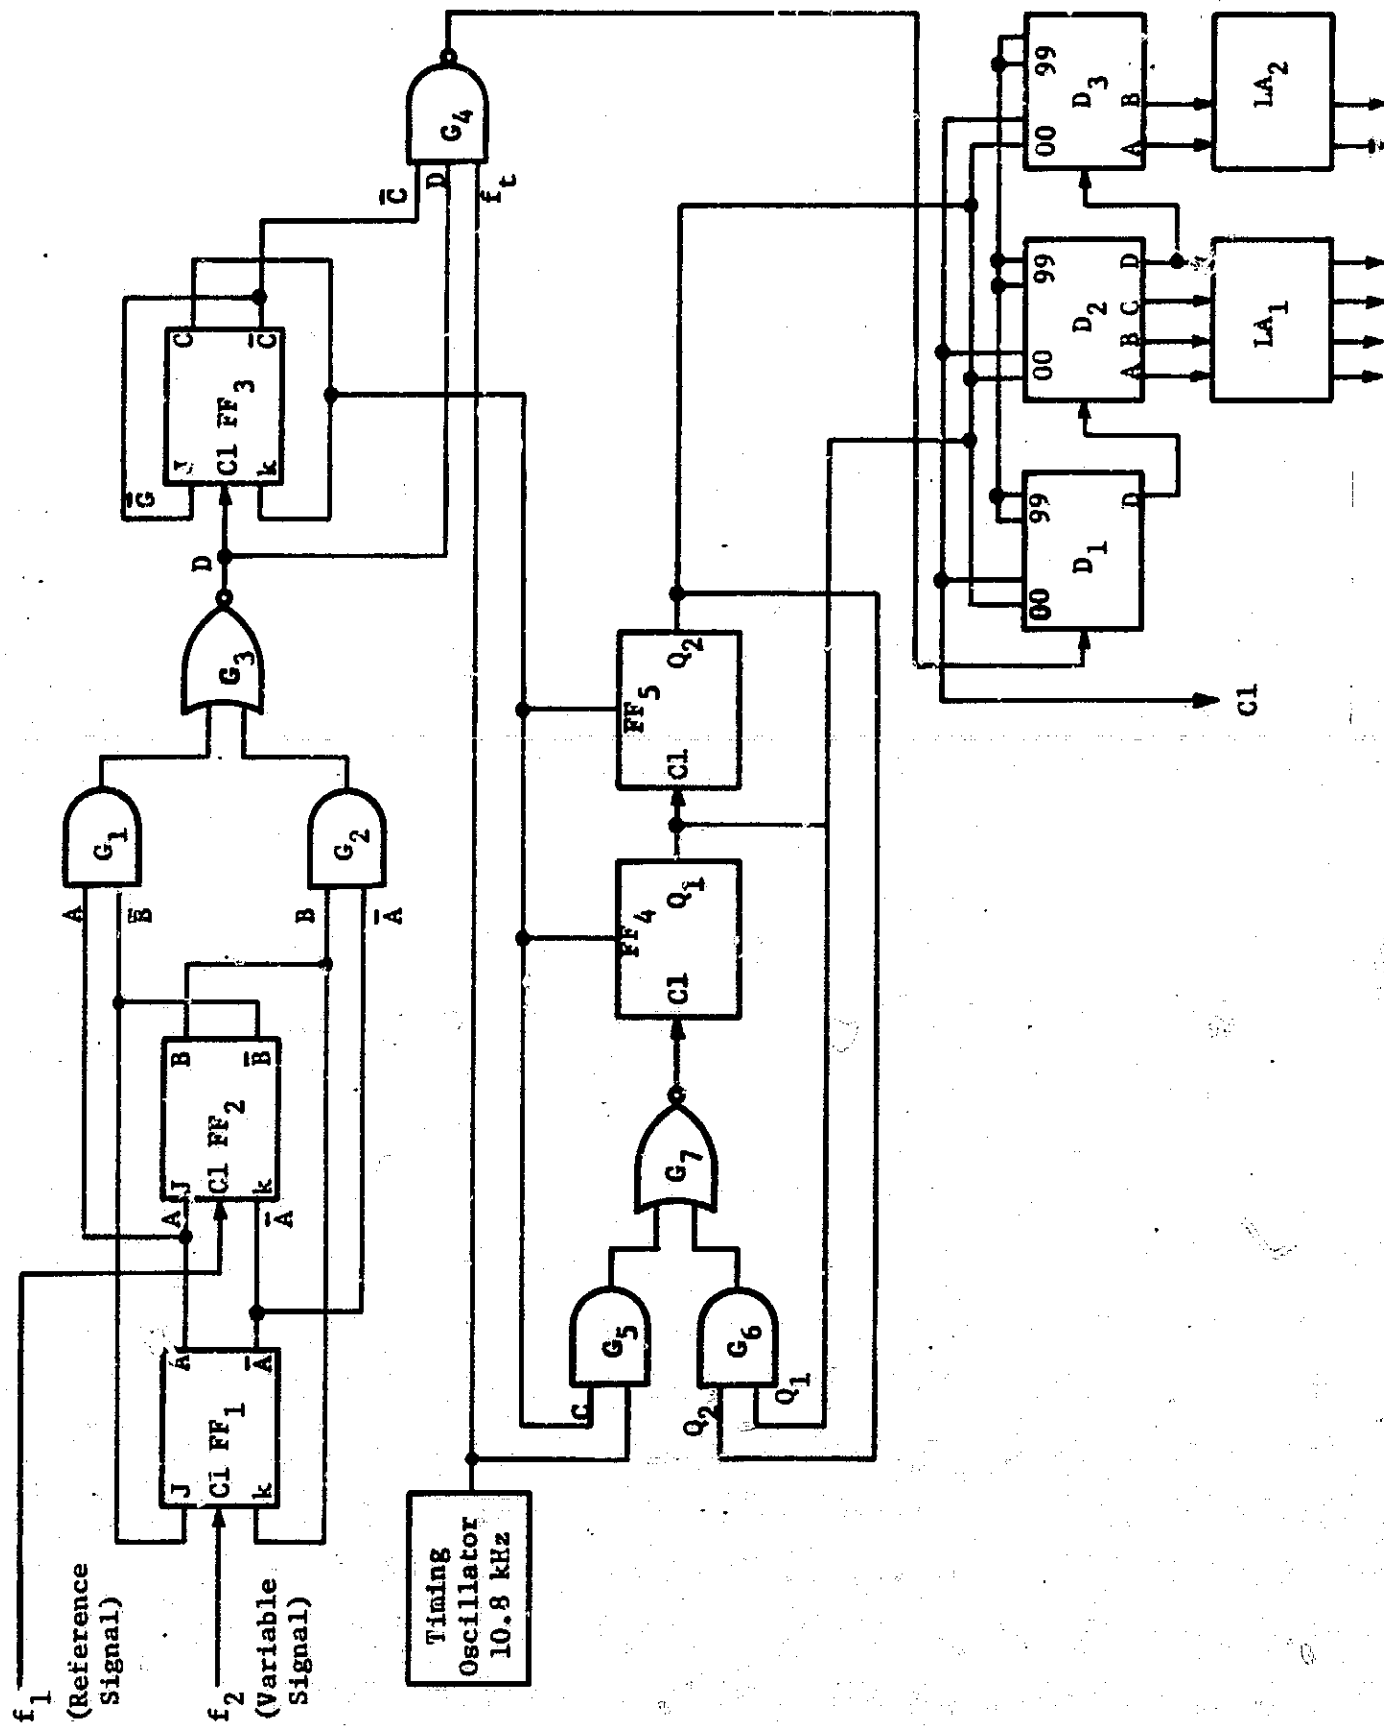 f1
(Reference
Signal)
f2
(Variable
Signal)
J
Cl FF1
k
A
A̅
A
A̅
J
Cl FF2
k
B
B̅
A
B̅
B
A̅
G1
G2
G3
D
G̅
J
Cl FF3
k
C
C̅
C̅
D
ft
G4
Timing
Oscillator
10.8 kHz
C
G5
Q2
Q1
G6
G7
FF4
Cl
Q1
FF5
Cl
Q2
00
99
D1
D
00
99
D2
A
B
C
D
00
99
D3
A
B
LA1
LA2
Cl